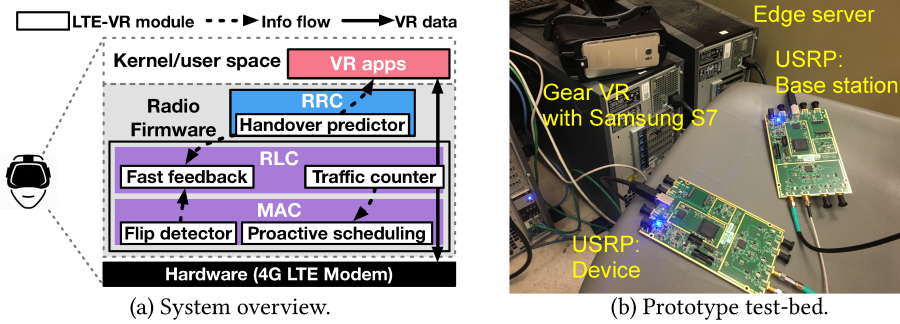 LTE-VR module Info flow VR data
Kernel/user space VR apps
Radio
Firmware
RRC
Handover predictor
RLC
Fast feedback Traffic counter
MAC
Flip detector Proactive scheduling
Hardware (4G LTE Modem)
(a) System overview.
Edge server
USRP:
Base station
Gear VR
with Samsung S7
USRP:
Device
(b) Prototype test-bed.